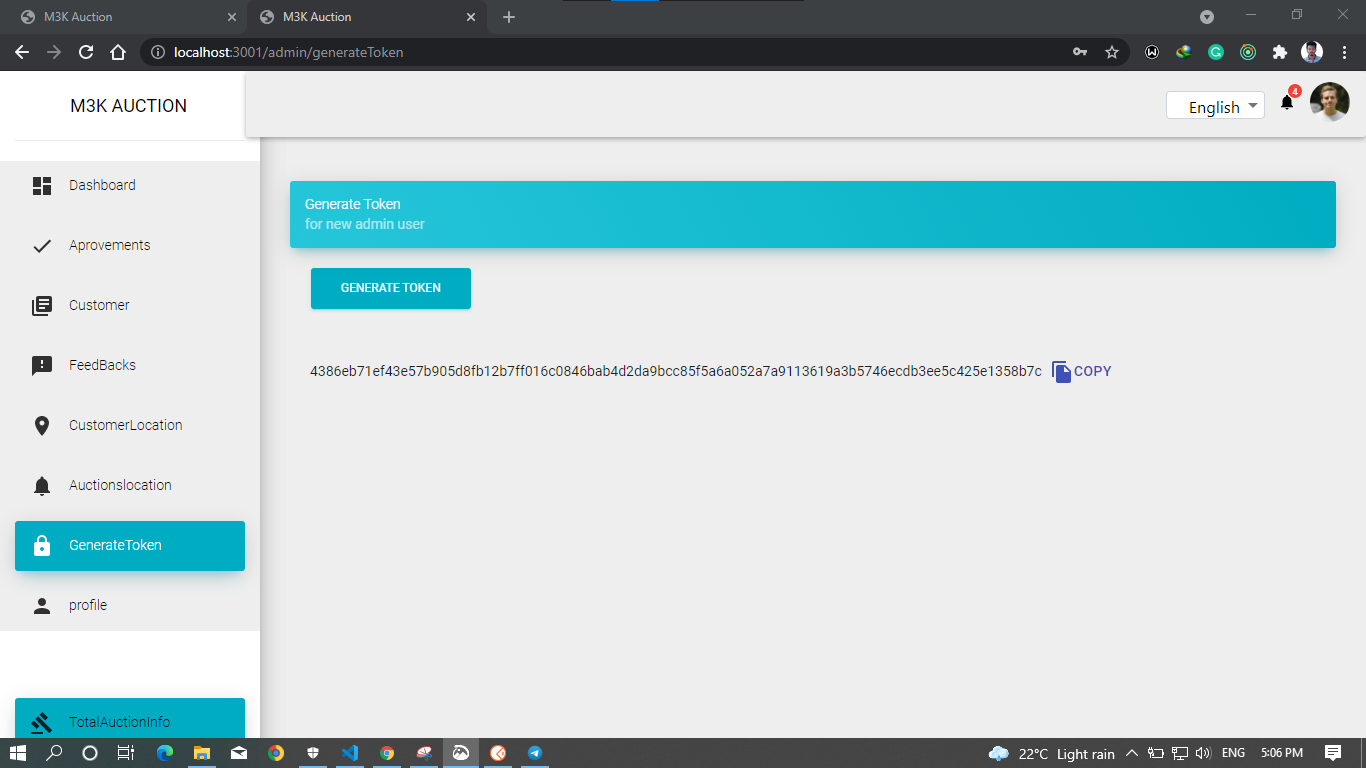 M3K Auction
M3K Auction
localhost:3001/admin/generateToken
M3K AUCTION
English
4
Dashboard
Aprovements
Customer
FeedBacks
CustomerLocation
Auctionslocation
GenerateToken
profile
TotalAuctionInfo
Generate Token
for new admin user
GENERATE TOKEN
4386eb71ef43e57b905d8fb12b7ff016c0846bab4d2da9bcc85f5a6a052a7a9113619a3b5746ecdb3ee5c425e1358b7c COPY
22°C Light rain ENG 5:06 PM